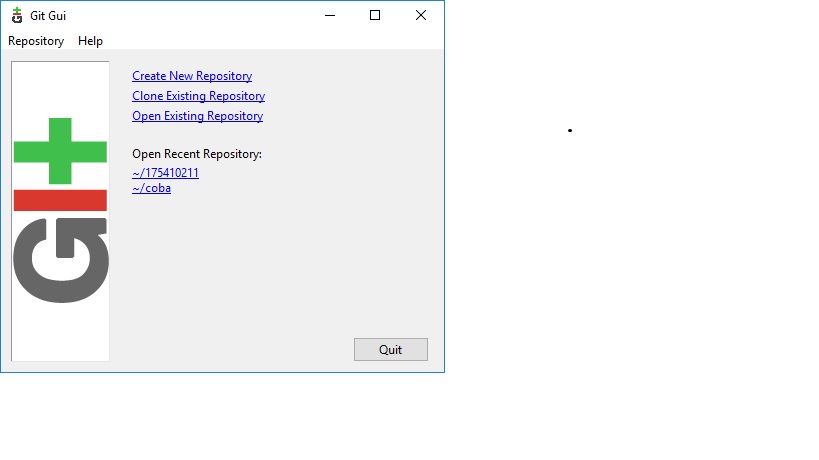 Git Gui
Repository Help
Create New Repository
Clone Existing Repository
Open Existing Repository
Open Recent Repository:
~/175410211
~/coba
Git
Quit